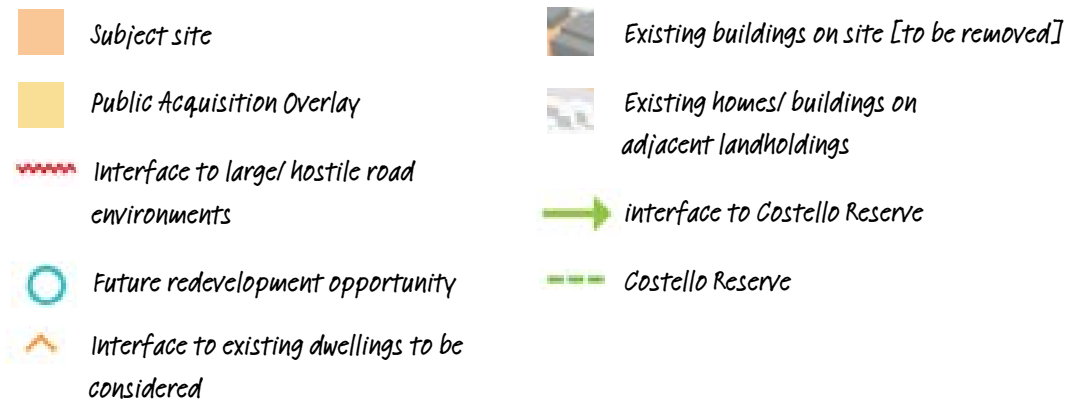 Subject site
Public Acquisition Overlay
Interface to large/ hostile road
environments
Future redevelopment opportunity
Interface to existing dwellings to be
considered
Existing buildings on site [to be removed]
Existing homes/ buildings on
adjacent landholdings
interface to Costello Reserve
Costello Reserve